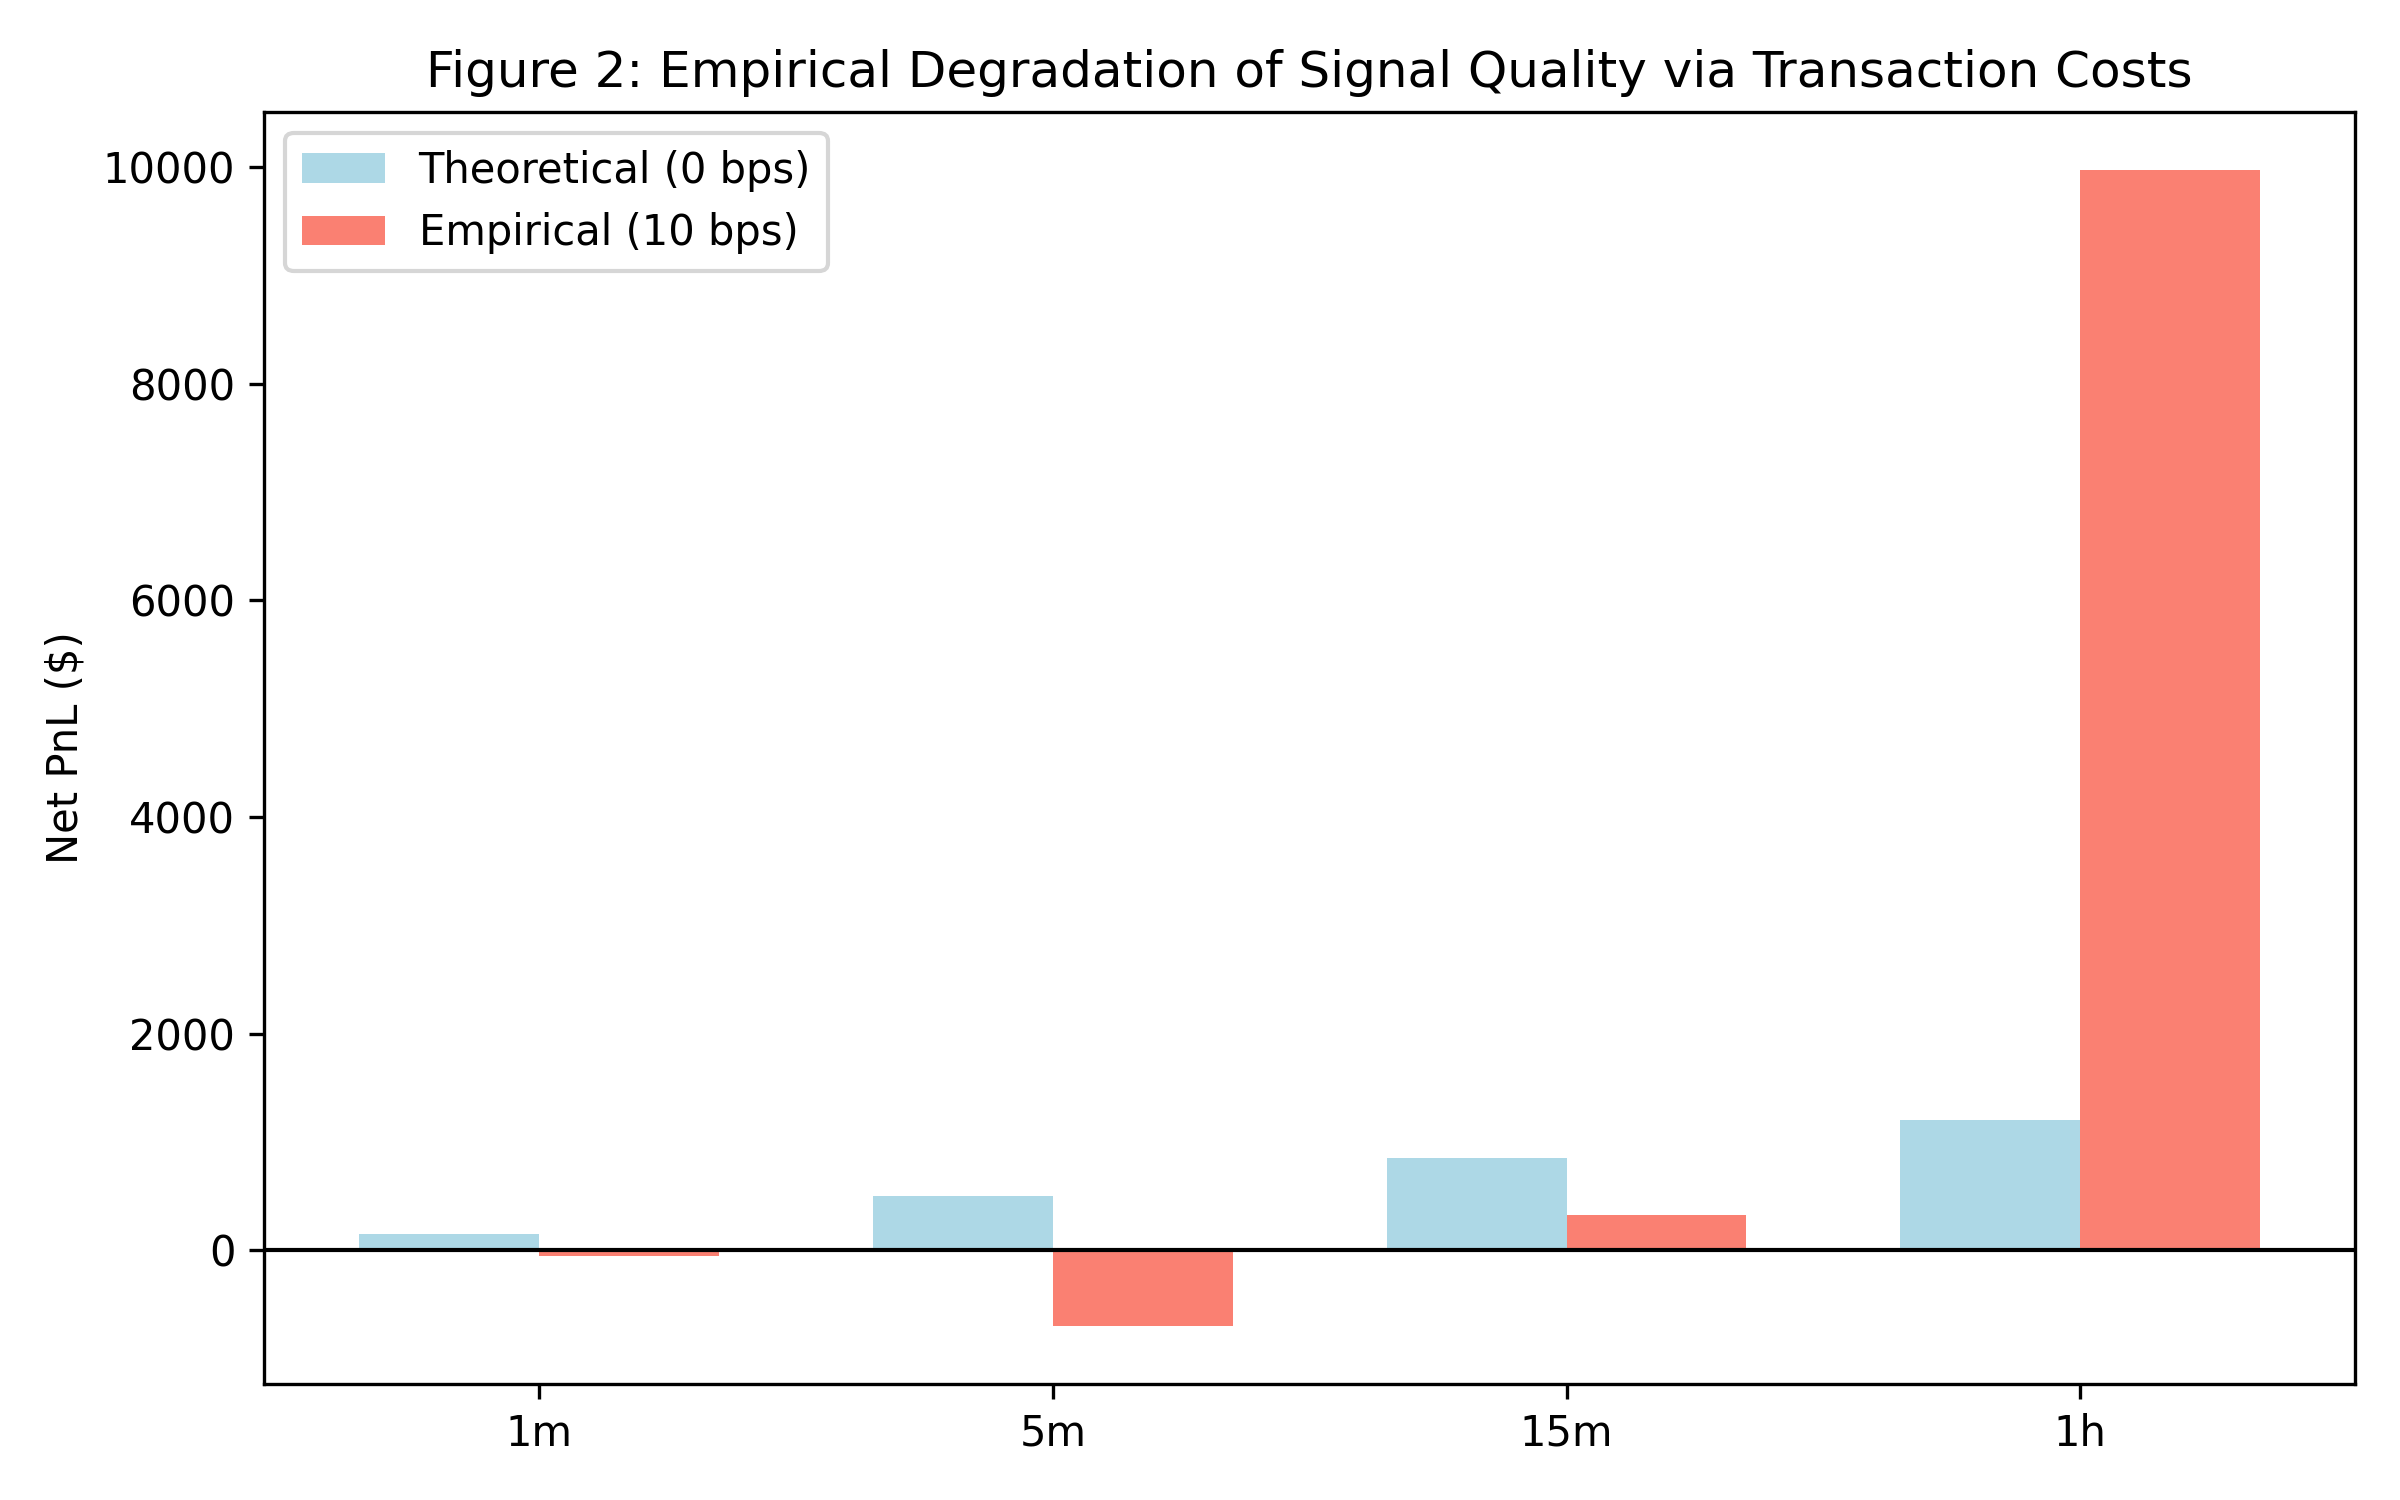 Figure 2: Empirical Degradation of Signal Quality via Transaction Costs
Theoretical (0 bps)
Empirical (10 bps)
10000
8000
6000
4000
2000
0
Net PnL ($)
1m
5m
15m
1h